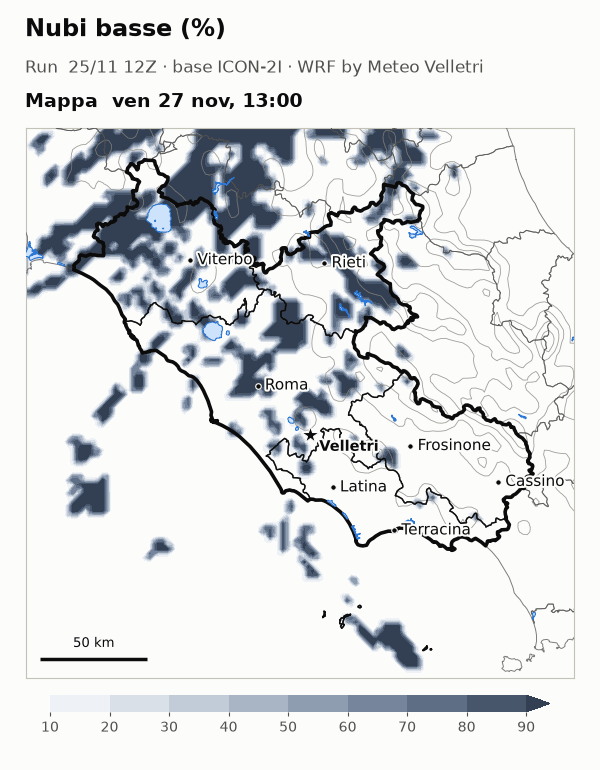 Nubi basse (%)
Run  25/11 12Z · base ICON-2I · WRF by Meteo Velletri
Mappa  ven 27 nov, 13:00
Viterbo
Rieti
Roma
Velletri
Frosinone
Cassino
Latina
Terracina
50 km
10 20 30 40 50 60 70 80 90